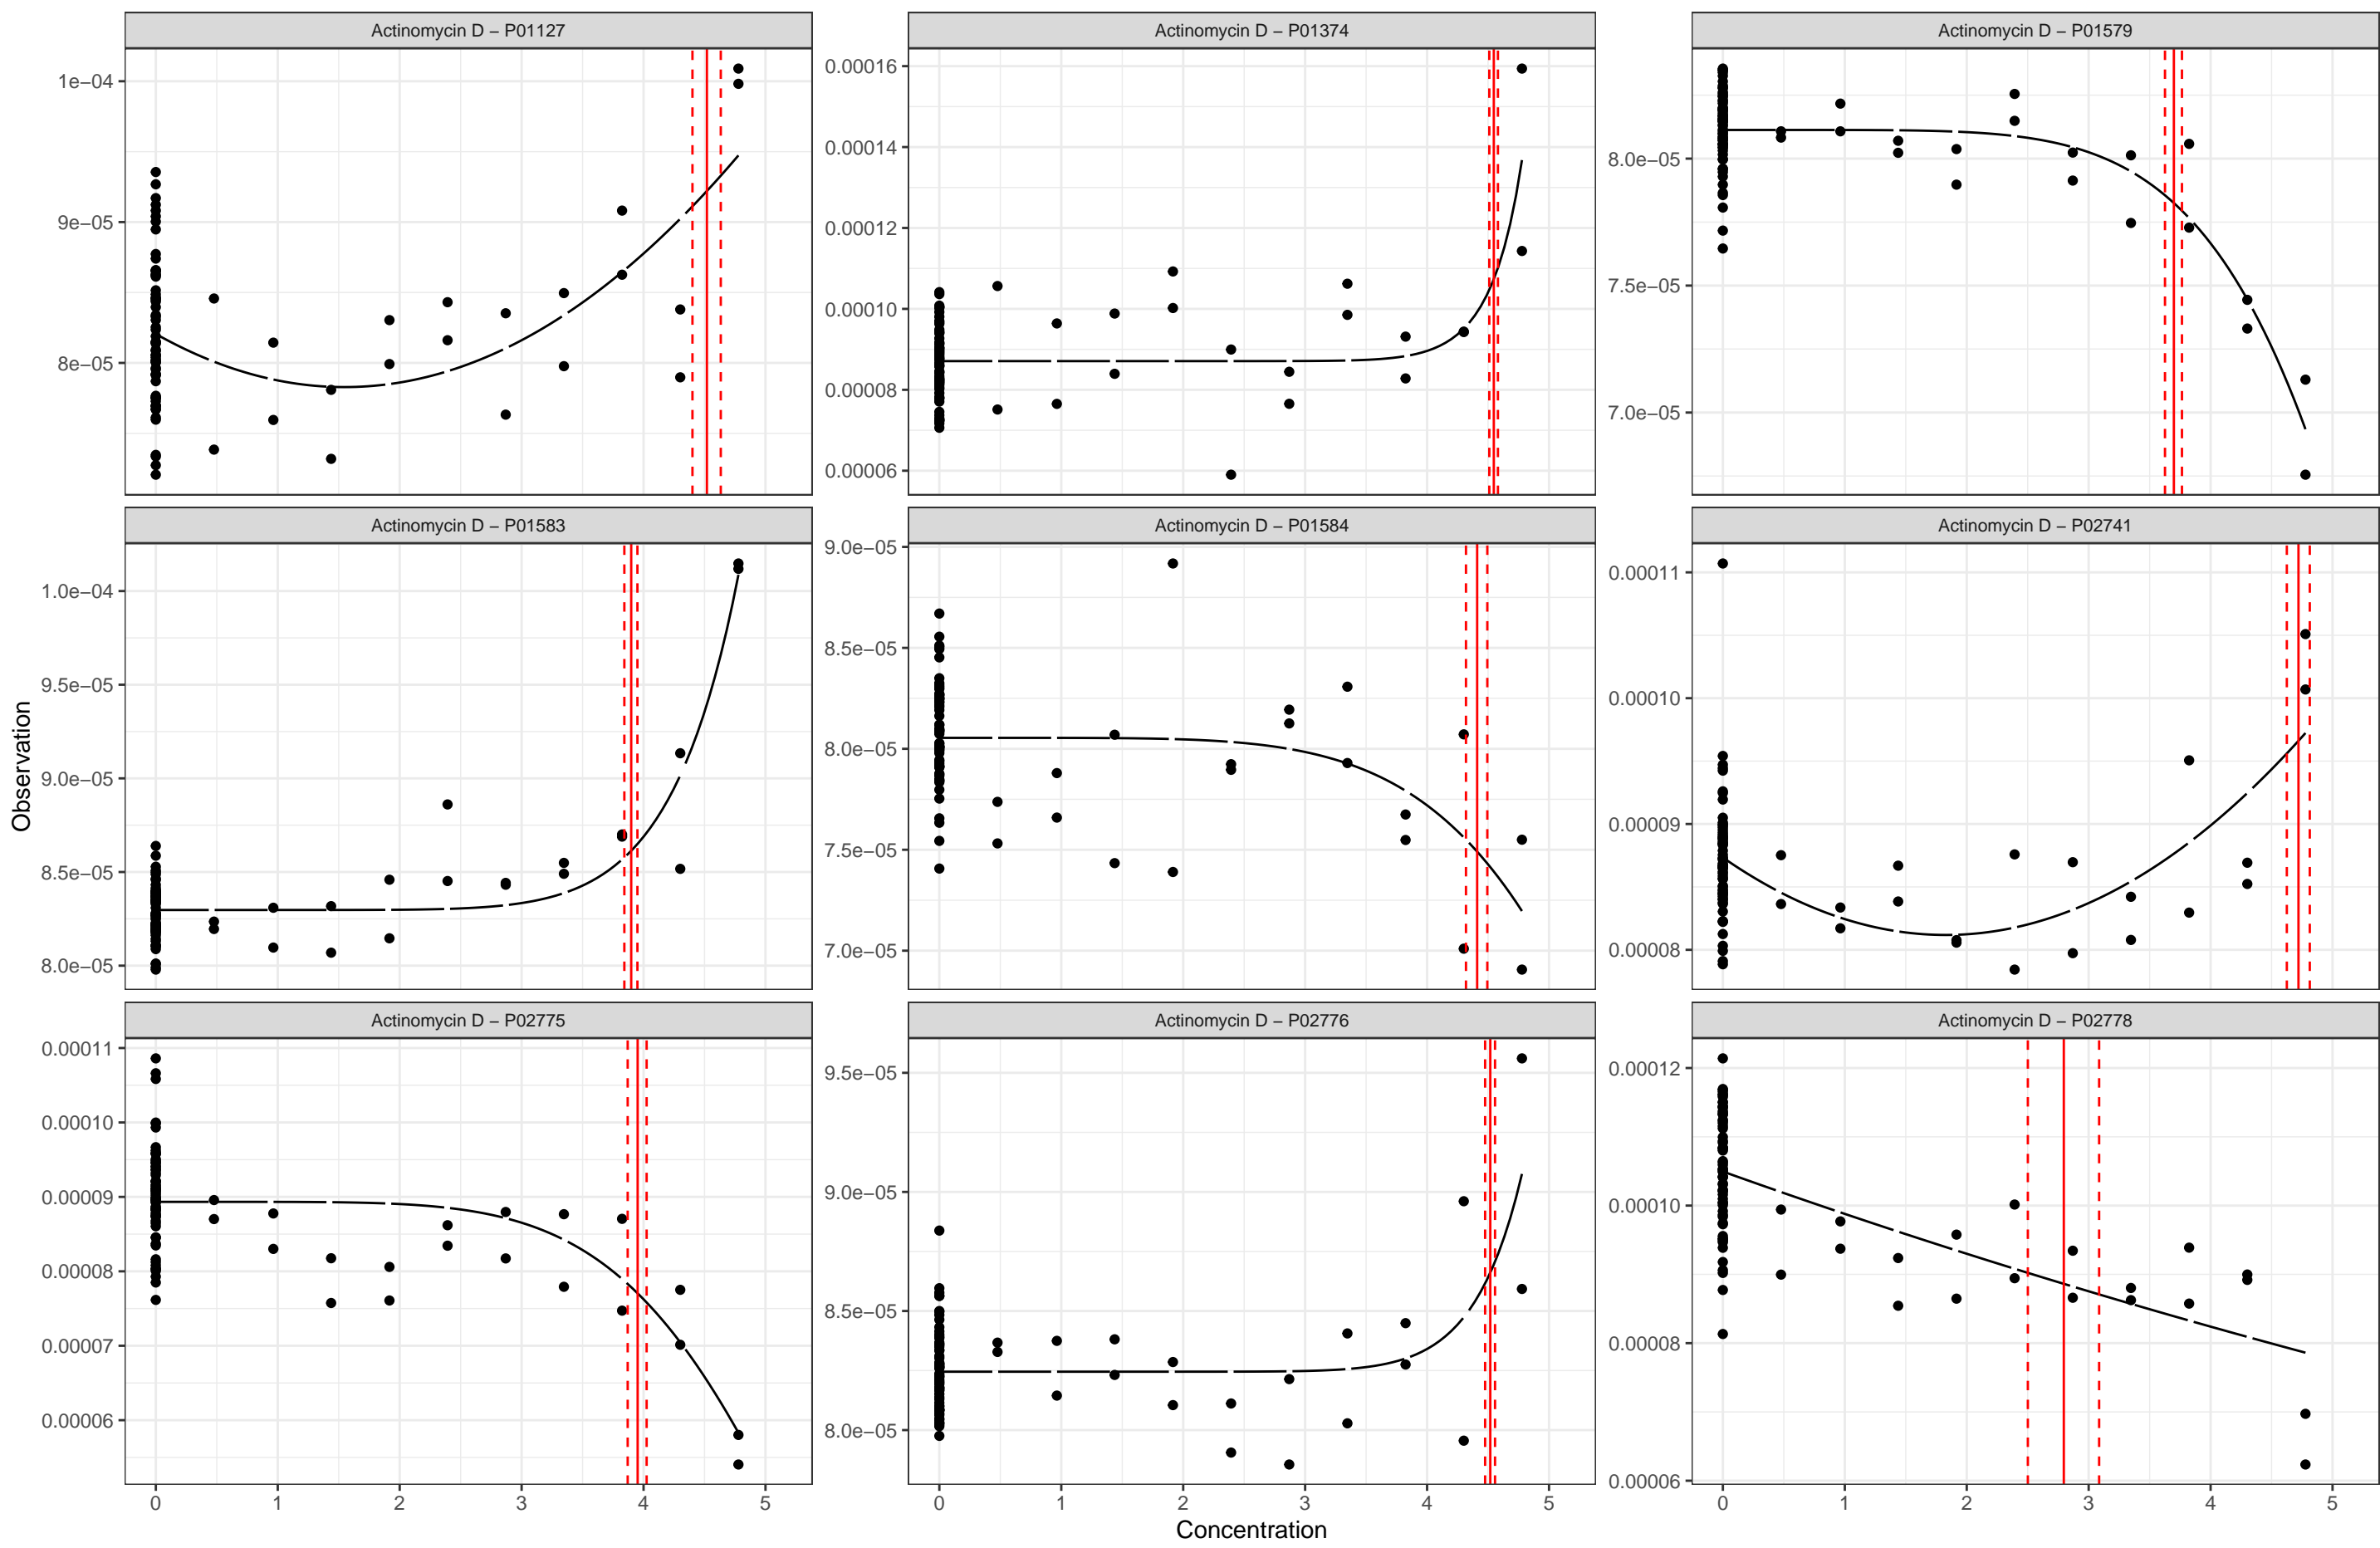 Actinomycin D − P01127
Actinomycin D − P01374
Actinomycin D − P01579
1e−04
9e−05
8e−05
0.00016
0.00014
0.00012
0.00010
0.00008
0.00006
8.0e−05
7.5e−05
7.0e−05
Actinomycin D − P01583
Actinomycin D − P01584
Actinomycin D − P02741
1.0e−04
9.5e−05
9.0e−05
8.5e−05
8.0e−05
9.0e−05
8.5e−05
8.0e−05
7.5e−05
7.0e−05
0.00011
0.00010
0.00009
0.00008
Observation
Actinomycin D − P02775
Actinomycin D − P02776
Actinomycin D − P02778
0.00011
0.00010
0.00009
0.00008
0.00007
0.00006
9.5e−05
9.0e−05
8.5e−05
8.0e−05
0.00012
0.00010
0.00008
0.00006
0 1 2 3 4 5
0 1 2 3 4 5
0 1 2 3 4 5
Concentration